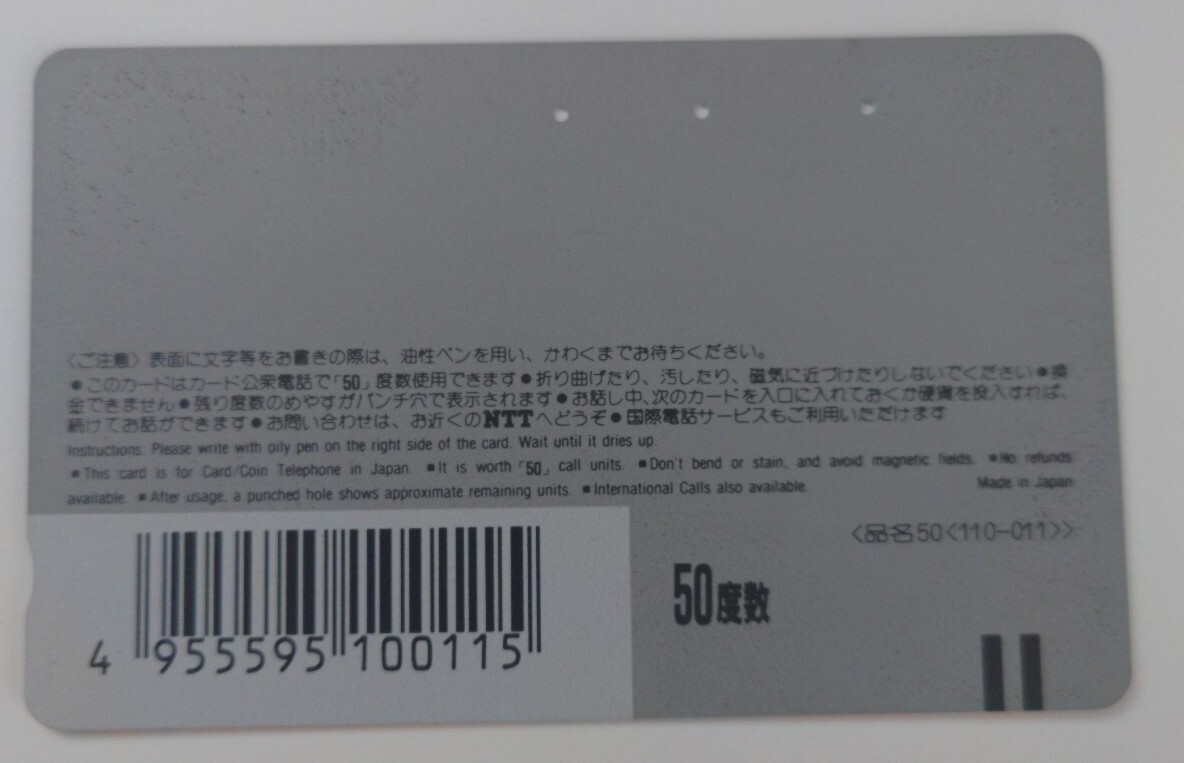 〈ご注意〉表面に文字等をお書きの際は、油性ペンを用い、かわくまでお待ちください。
●このカードはカード公衆電話で「50」度数使用できます●折り曲げたり、汚したり、磁気に近づけたりしないでください●換
金できません●残り度数のめやすがパンチ穴で表示されます●お話し中、次のカードを入口に入れておくか硬貨を投入すれば、
続けてお話ができます●お問い合わせは、お近くのNTTへどうぞ●国際電話サービスもご利用いただけます
Instructions: Please write with oily pen on the right side of the card. Wait until it dries up.
■This card is for Card/Coin Telephone in Japan. ■It is worth「50」call units. ■Don't bend or stain, and avoid magnetic fields. ■No refunds
available. ■After usage, a punched hole shows approximate remaining units. ■International Calls also available. Made in Japan
〈品名50〈110-011〉〉
50度数
4 955595 100115